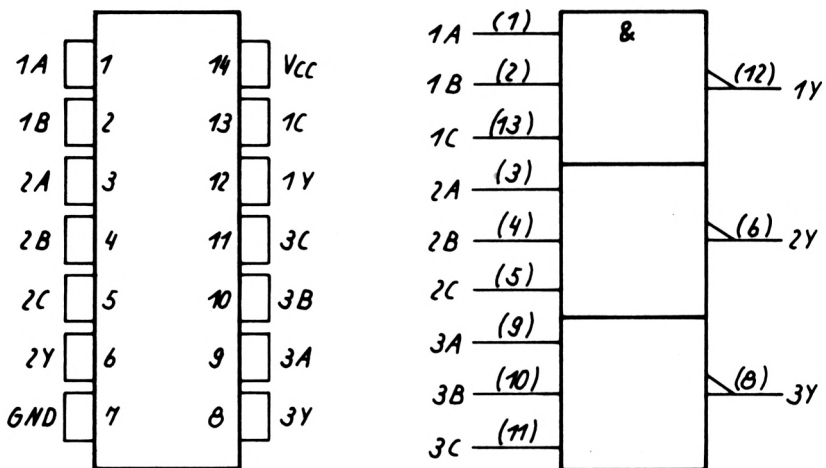 1A 1 14 VCC
1B 2 13 1C
2A 3 12 1Y
2B 4 11 3C
2C 5 10 3B
2Y 6 9 3A
GND 7 8 3Y
&
1A (1)
1B (2)
1C (13)
(12) 1Y
2A (3)
2B (4)
2C (5)
(6) 2Y
3A (9)
3B (10)
3C (11)
(8) 3Y